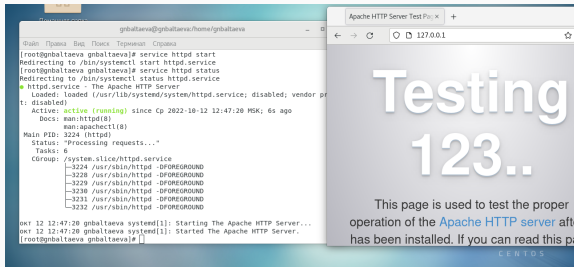 Домашняя папка
gnbaltaeva@gnbaltaeva:/home/gnbaltaeva
Файл Правка Вид Поиск Терминал Справка
[root@gnbaltaeva gnbaltaeva]# service httpd start
Redirecting to /bin/systemctl start httpd.service
[root@gnbaltaeva gnbaltaeva]# service httpd status
Redirecting to /bin/systemctl status httpd.service
● httpd.service - The Apache HTTP Server
Loaded: loaded (/usr/lib/systemd/system/httpd.service; disabled; vendor pr
t: disabled)
Active: active (running) since Ср 2022-10-12 12:47:20 MSK; 6s ago
Docs: man:httpd(8)
man:apachectl(8)
Main PID: 3224 (httpd)
Status: "Processing requests..."
Tasks: 6
CGroup: /system.slice/httpd.service
├─3224 /usr/sbin/httpd -DFOREGROUND
├─3228 /usr/sbin/httpd -DFOREGROUND
├─3229 /usr/sbin/httpd -DFOREGROUND
├─3230 /usr/sbin/httpd -DFOREGROUND
├─3231 /usr/sbin/httpd -DFOREGROUND
└─3232 /usr/sbin/httpd -DFOREGROUND
окт 12 12:47:20 gnbaltaeva systemd[1]: Starting The Apache HTTP Server...
окт 12 12:47:20 gnbaltaeva systemd[1]: Started The Apache HTTP Server.
[root@gnbaltaeva gnbaltaeva]#
Apache HTTP Server Test Pa
127.0.0.1
Testing
123..
This page is used to test the proper
operation of the Apache HTTP server aft
has been installed. If you can read this pa
CENTOS